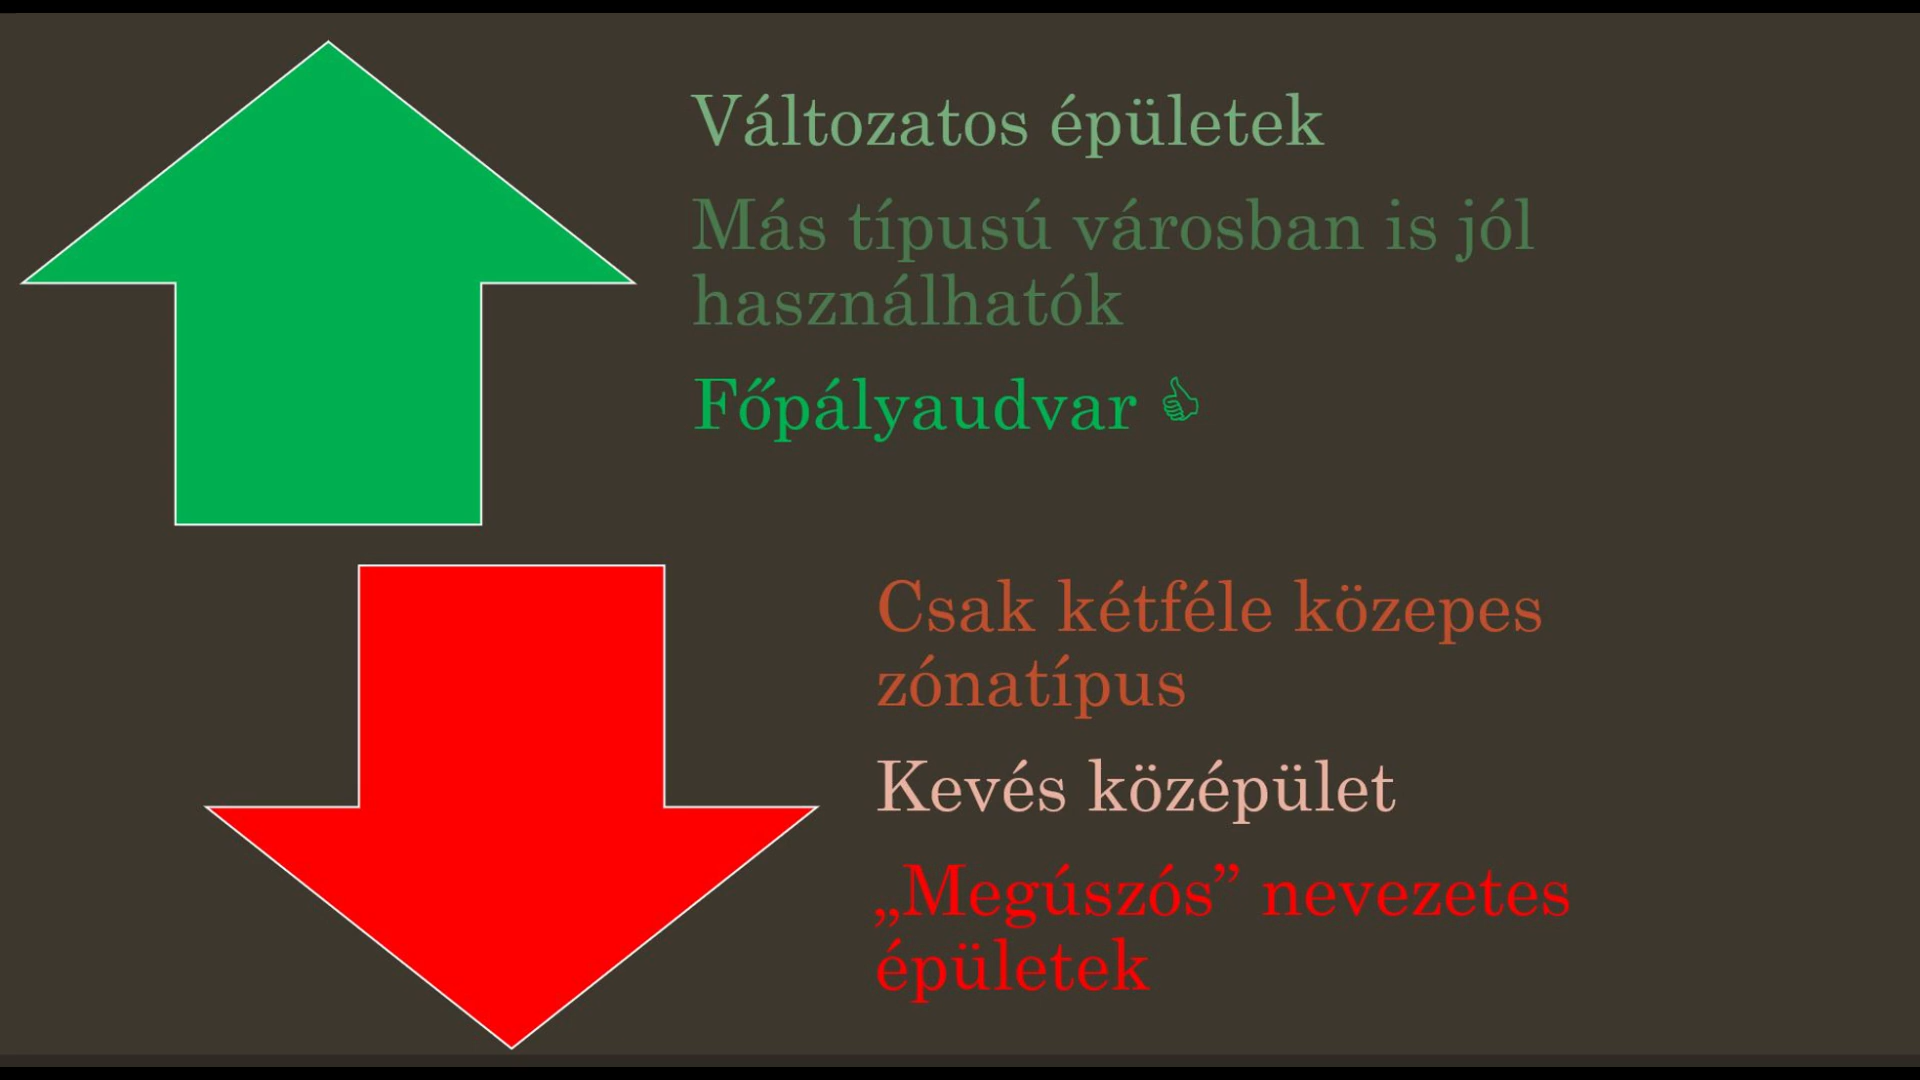 Változatos épületek
Más típusú városban is jól
használhatók
Főpályaudvar 👍
Csak kétféle közepes
zónatípus
Kevés középület
„Megúszós” nevezetes
épületek